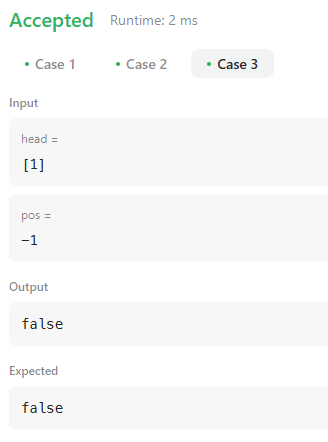 Accepted Runtime: 2 ms
• Case 1 • Case 2 • Case 3
Input
head =
[1]
pos =
-1
Output
false
Expected
false